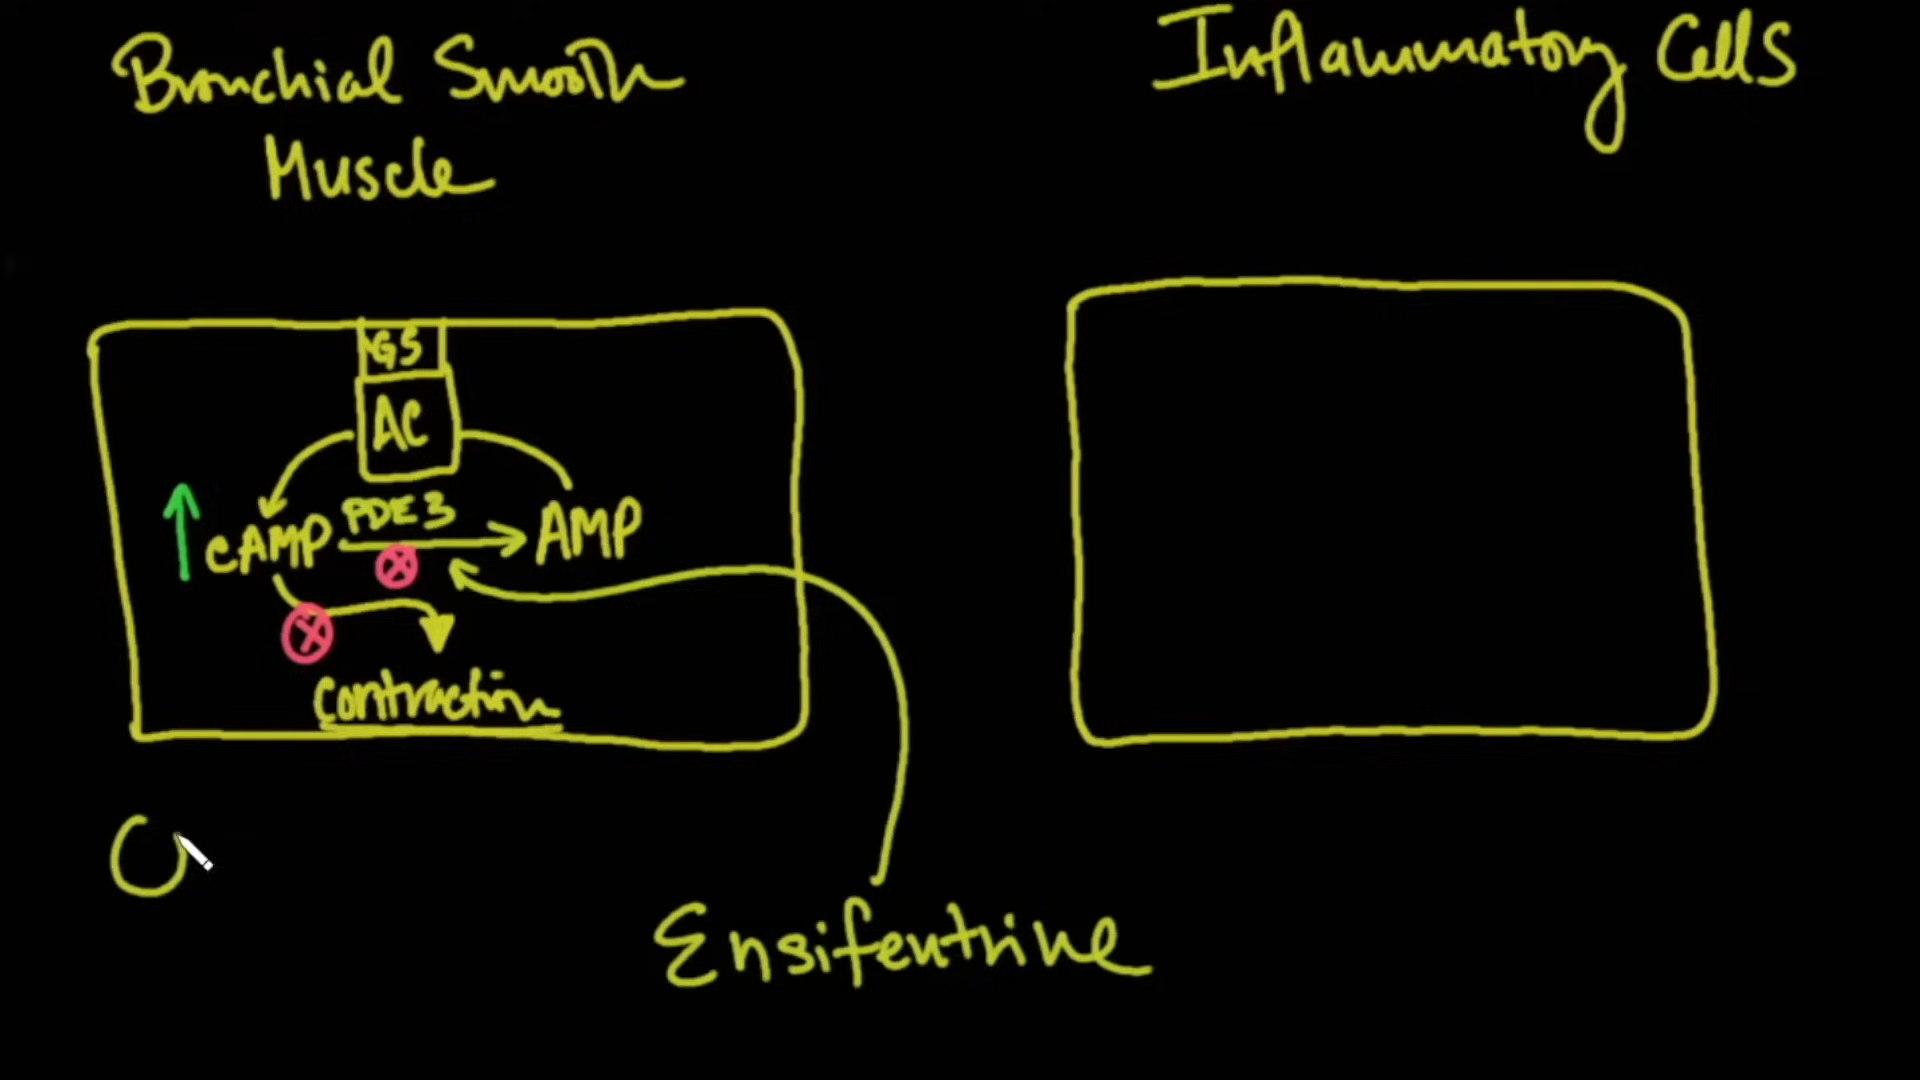 Bronchial Smooth
Muscle
Inflammatory Cells
GS
AC
cAMP PDE3 AMP
contraction
Ensifentrine